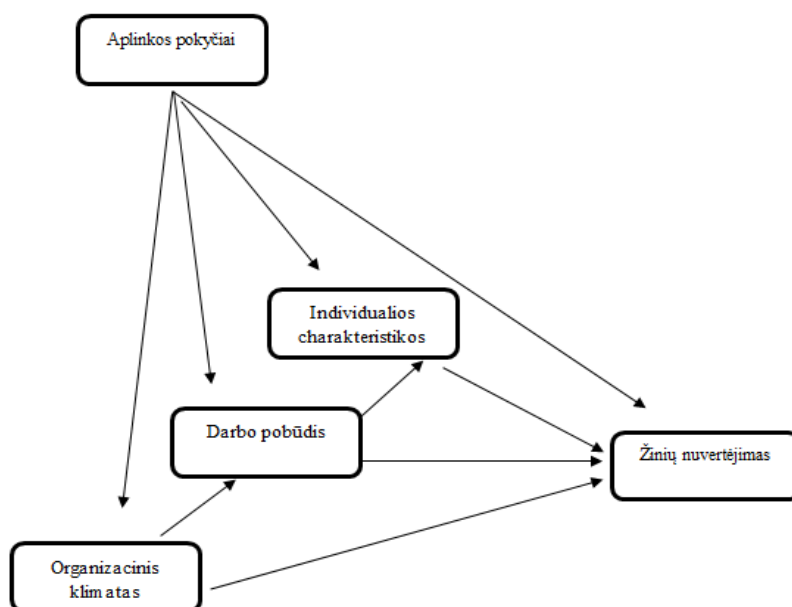 Aplinkos pokyčiai
Individualios
charakteristikos
Darbo pobūdis
Žinių nuvertėjimas
Organizacinis
klimatas